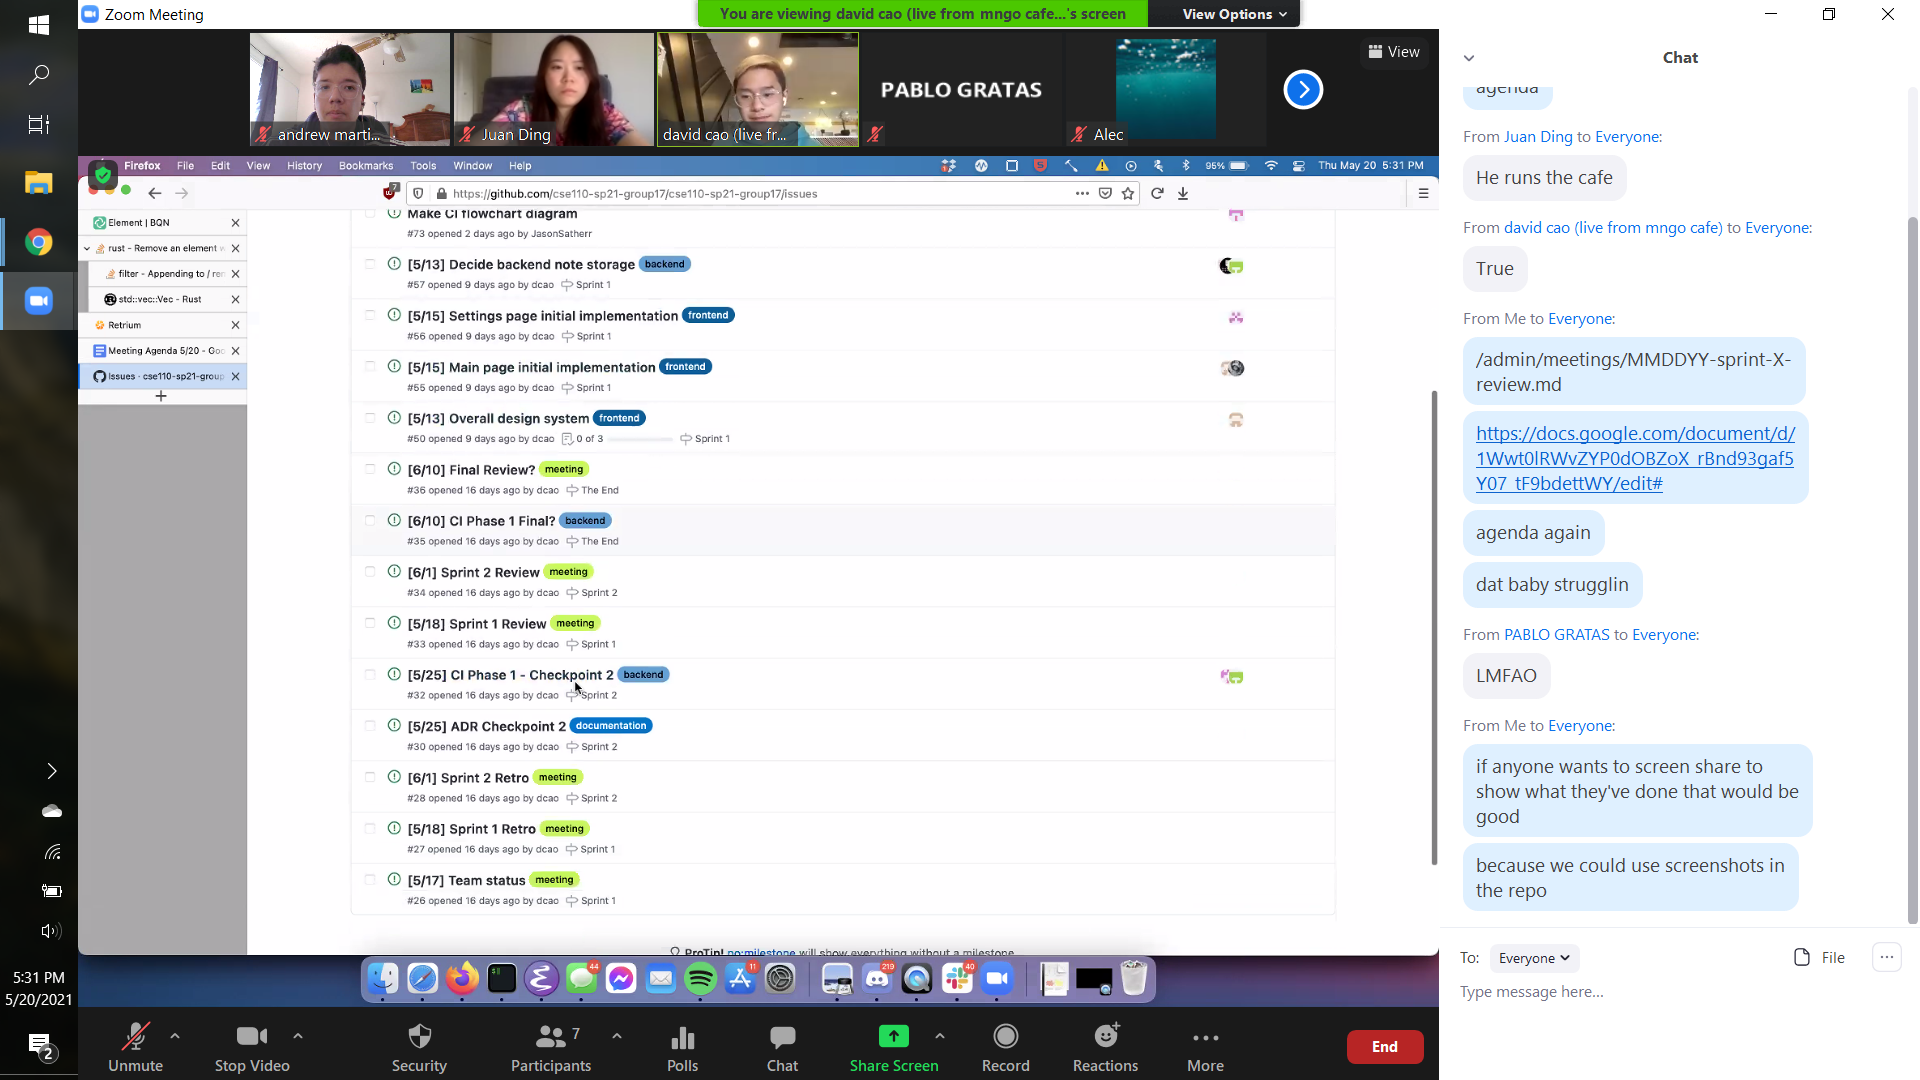 Zoom Meeting
You are viewing david cao (live from mngo cafe...'s screen
View Options
andrew marti...
Juan Ding
david cao (live fr...
PABLO GRATAS
Alec
View
Firefox File Edit View History Bookmarks Tools Window Help
95%
Thu May 20 5:31 PM
https://github.com/cse110-sp21-group17/cse110-sp21-group17/issues
Element | BQN
rust - Remove an element
filter - Appending to / rem
std::vec::Vec - Rust
Retrium
Meeting Agenda 5/20 - Goo
Issues - cse110-sp21-group
Make CI flowchart diagram
#73 opened 2 days ago by JasonSatherr
[5/13] Decide backend note storage backend
#57 opened 9 days ago by dcao Sprint 1
[5/15] Settings page initial implementation frontend
#56 opened 9 days ago by dcao Sprint 1
[5/15] Main page initial implementation frontend
#55 opened 9 days ago by dcao Sprint 1
[5/13] Overall design system frontend
#50 opened 9 days ago by dcao 0 of 3 Sprint 1
[6/10] Final Review? meeting
#36 opened 16 days ago by dcao The End
[6/10] CI Phase 1 Final? backend
#35 opened 16 days ago by dcao The End
[6/1] Sprint 2 Review meeting
#34 opened 16 days ago by dcao Sprint 2
[5/18] Sprint 1 Review meeting
#33 opened 16 days ago by dcao Sprint 1
[5/25] CI Phase 1 - Checkpoint 2 backend
#32 opened 16 days ago by dcao Sprint 2
[5/25] ADR Checkpoint 2 documentation
#30 opened 16 days ago by dcao Sprint 2
[6/1] Sprint 2 Retro meeting
#28 opened 16 days ago by dcao Sprint 2
[5/18] Sprint 1 Retro meeting
#27 opened 16 days ago by dcao Sprint 1
[5/17] Team status meeting
#26 opened 16 days ago by dcao Sprint 1
ProTip! no:milestone will show everything without a milestone.
44
11
219
40
5:31 PM
5/20/2021
2
Unmute
Stop Video
Security
Participants 7
Polls
Chat
Share Screen
Record
Reactions
More
End
Chat
agenda
From Juan Ding to Everyone:
He runs the cafe
From david cao (live from mngo cafe) to Everyone:
True
From Me to Everyone:
/admin/meetings/MMDDYY-sprint-X-
review.md
https://docs.google.com/document/d/
1Wwt0lRWvZYP0dOBZoX_rBnd93gaf5
Y07_tF9bdettWY/edit#
agenda again
dat baby strugglin
From PABLO GRATAS to Everyone:
LMFAO
From Me to Everyone:
if anyone wants to screen share to
show what they've done that would be
good
because we could use screenshots in
the repo
To: Everyone
File
Type message here...